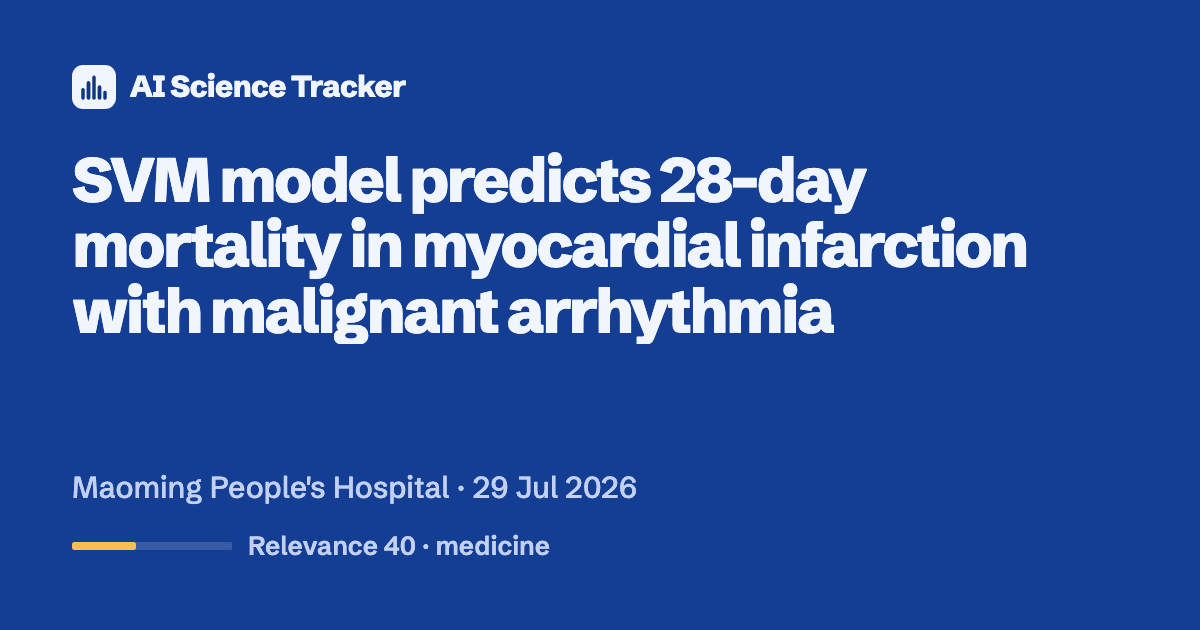 AI Science Tracker
SVM model predicts 28-day
mortality in myocardial infarction
with malignant arrhythmia
Maoming People's Hospital · 29 Jul 2026
Relevance 40 · medicine